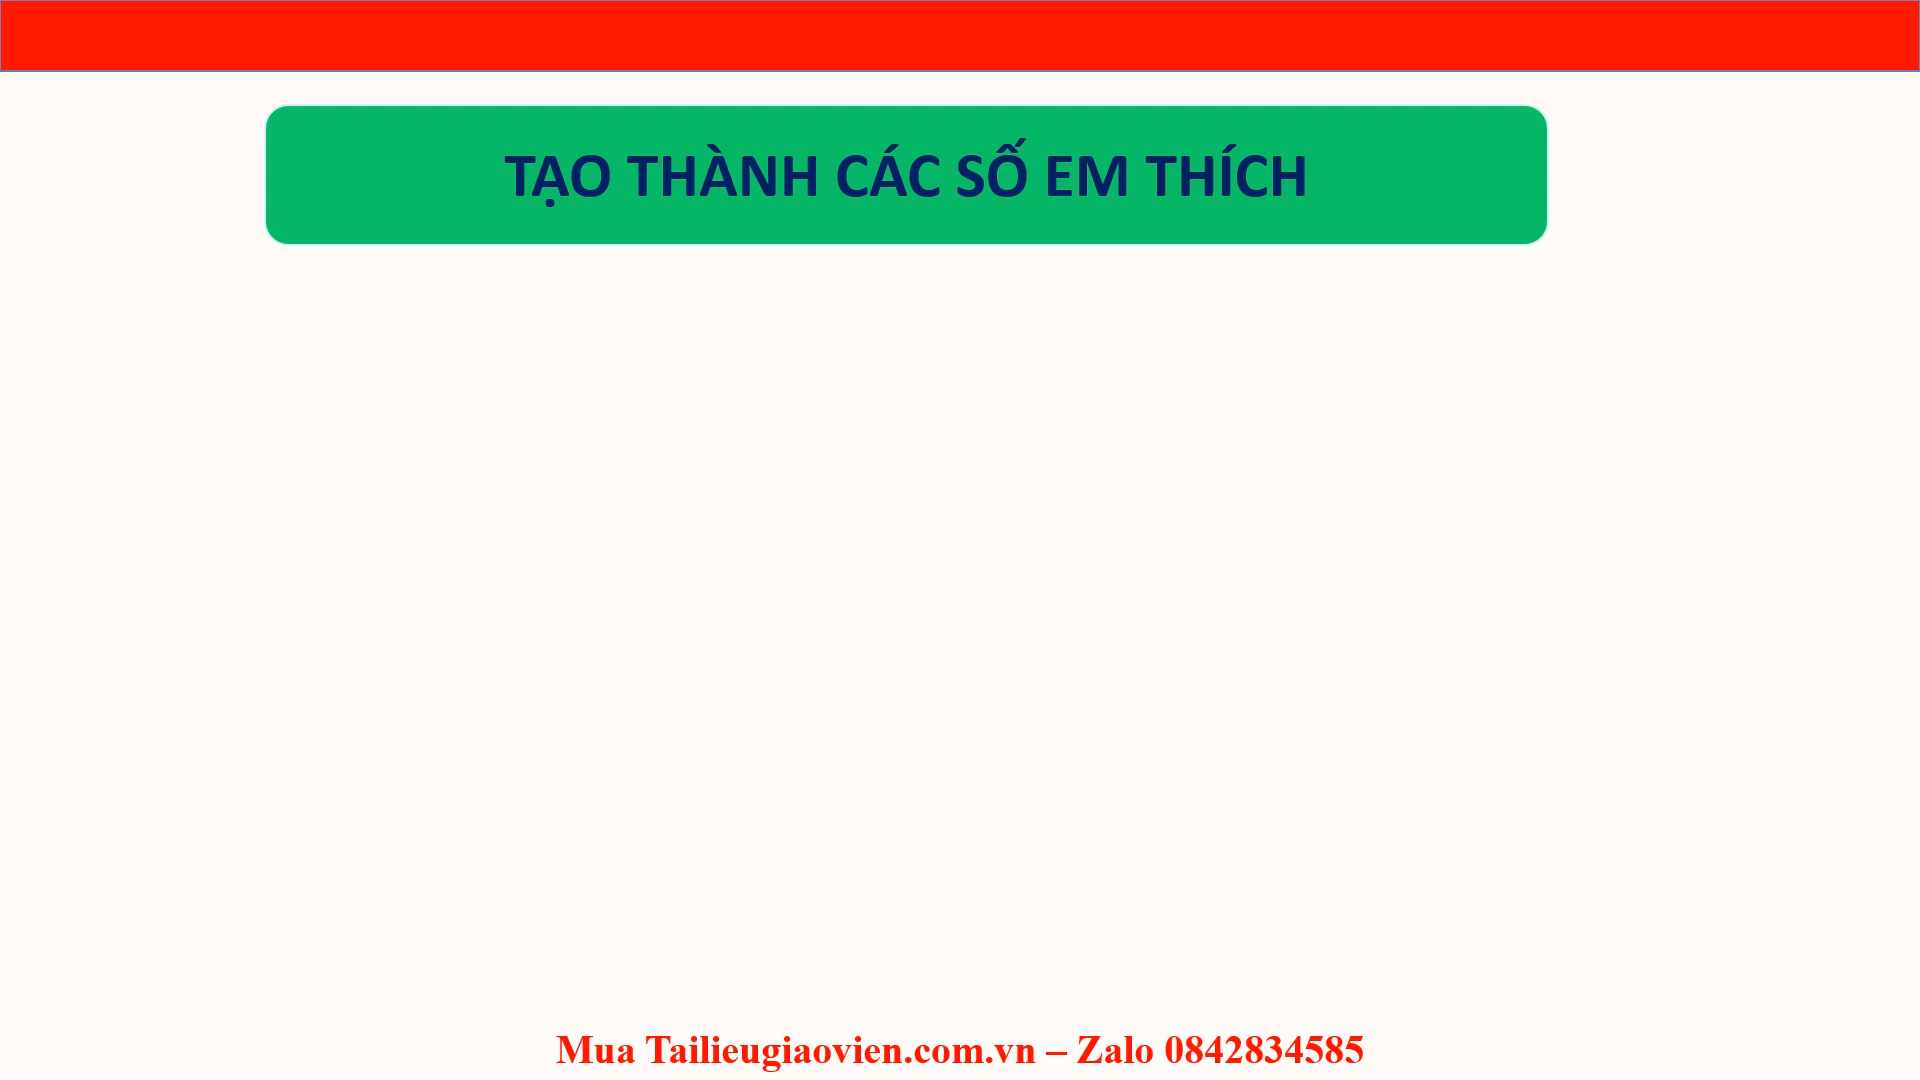 TẠO THÀNH CÁC SỐ EM THÍCH
Mua Tailieugiaovien.com.vn – Zalo 0842834585